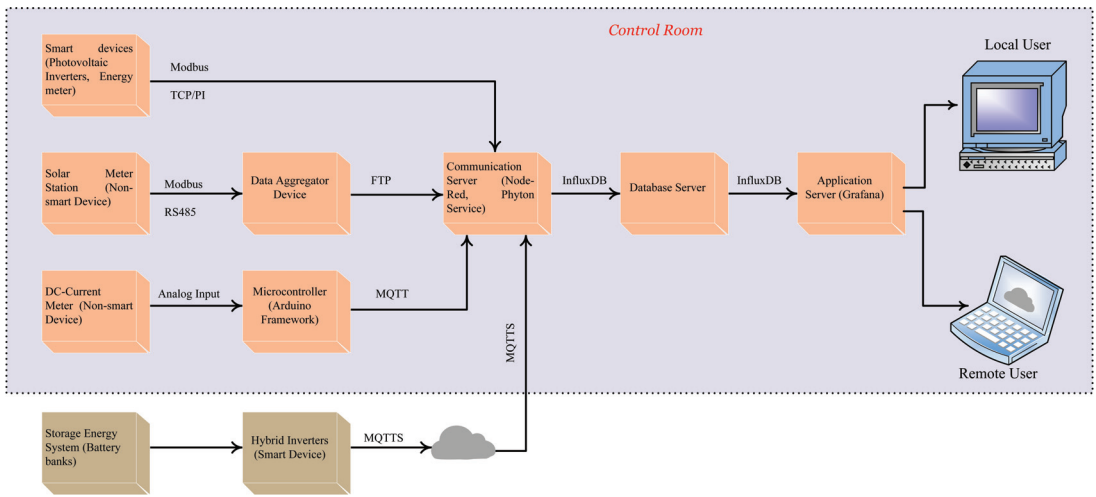 Control Room
Smart devices
(Photovoltaic
Inverters, Energy
meter)
Modbus
TCP/PI
Local User
Solar Meter
Station (Non-
smart Device)
Modbus
RS485
Data Aggregator
Device
FTP
Communication
Server (Node-
Red, Phyton
Service)
InfluxDB
Database Server
InfluxDB
Application
Server (Grafana)
DC-Current
Meter (Non-smart
Device)
Analog Input
Microcontroller
(Arduino
Framework)
MQTT
MQTTS
Remote User
Storage Energy
System (Battery
banks)
Hybrid Inverters
(Smart Device)
MQTTS